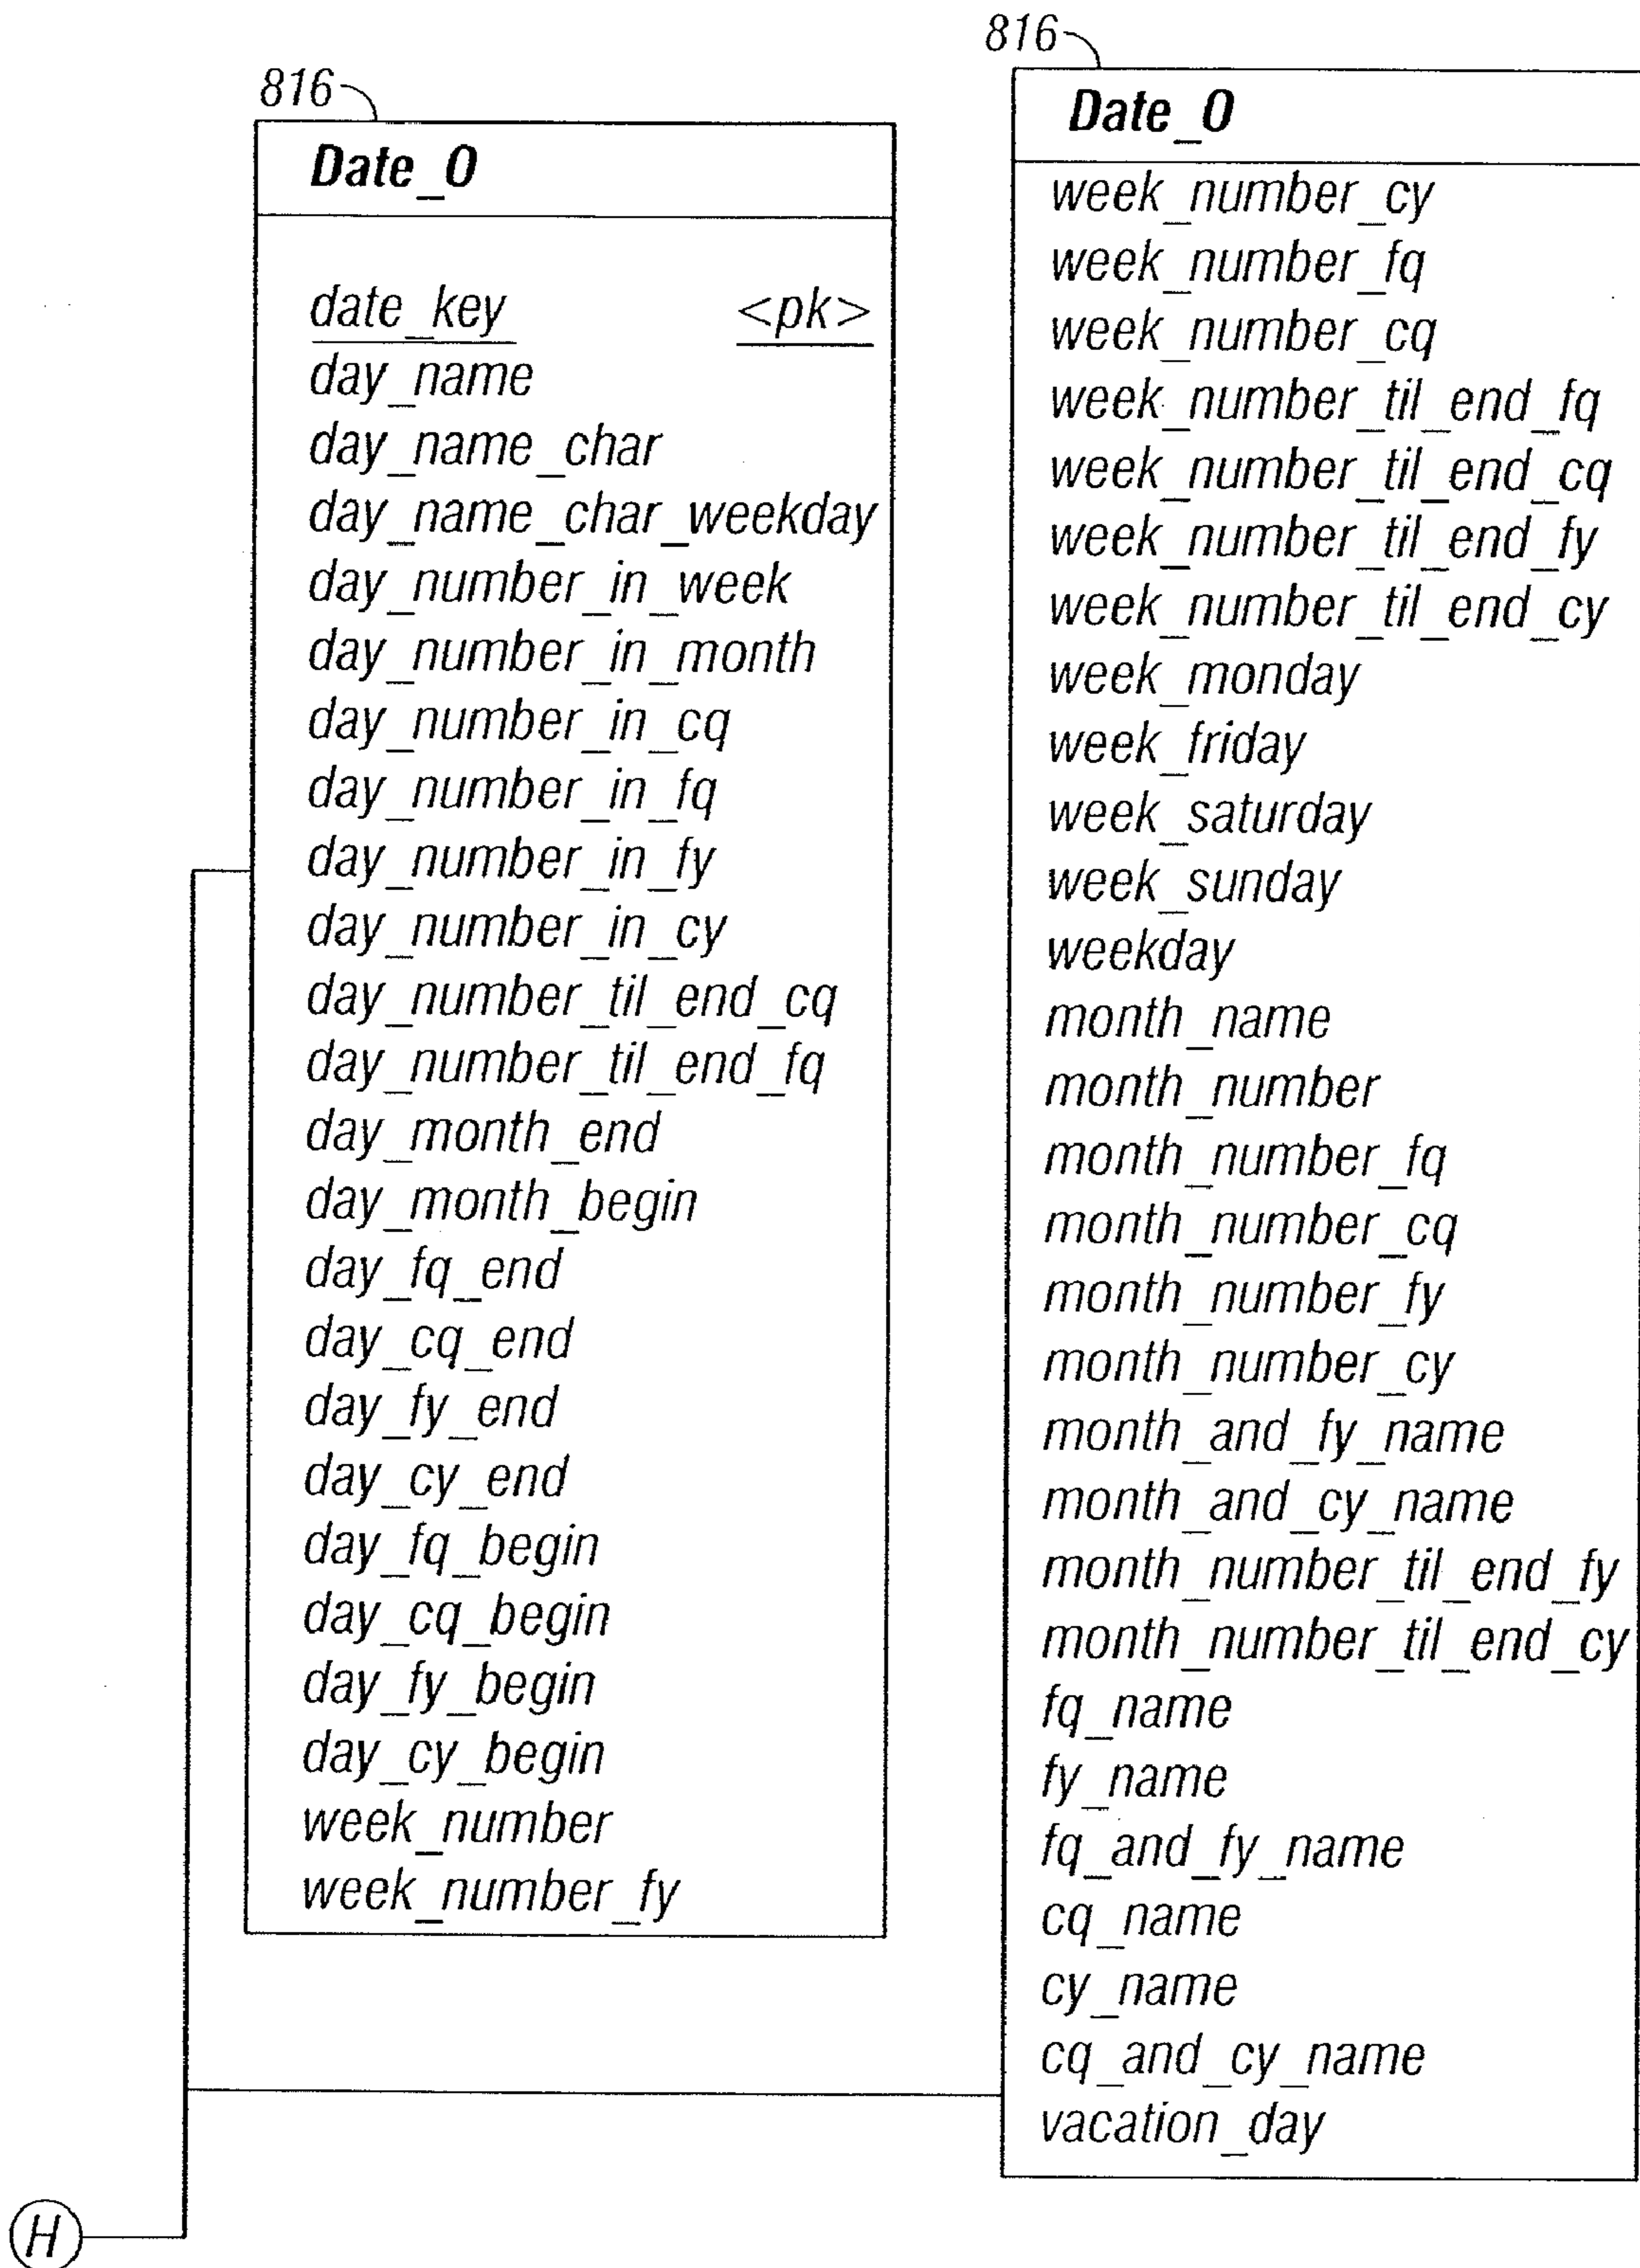 816
Date_0
date_key <pk>
day_name
day_name_char
day_name_char_weekday
day_number_in_week
day_number_in_month
day_number_in_cq
day_number_in_fq
day_number_in_fy
day_number_in_cy
day_number_til_end_cq
day_number_til_end_fq
day_month_end
day_month_begin
day_fq_end
day_cq_end
day_fy_end
day_cy_end
day_fq_begin
day_cq_begin
day_fy_begin
day_cy_begin
week_number
week_number_fy
816
Date_0
week_number_cy
week_number_fq
week_number_cq
week_number_til_end_fq
week_number_til_end_cq
week_number_til_end_fy
week_number_til_end_cy
week_monday
week_friday
week_saturday
week_sunday
weekday
month_name
month_number
month_number_fq
month_number_cq
month_number_fy
month_number_cy
month_and_fy_name
month_and_cy_name
month_number_til_end_fy
month_number_til_end_cy
fq_name
fy_name
fq_and_fy_name
cq_name
cy_name
cq_and_cy_name
vacation_day
H